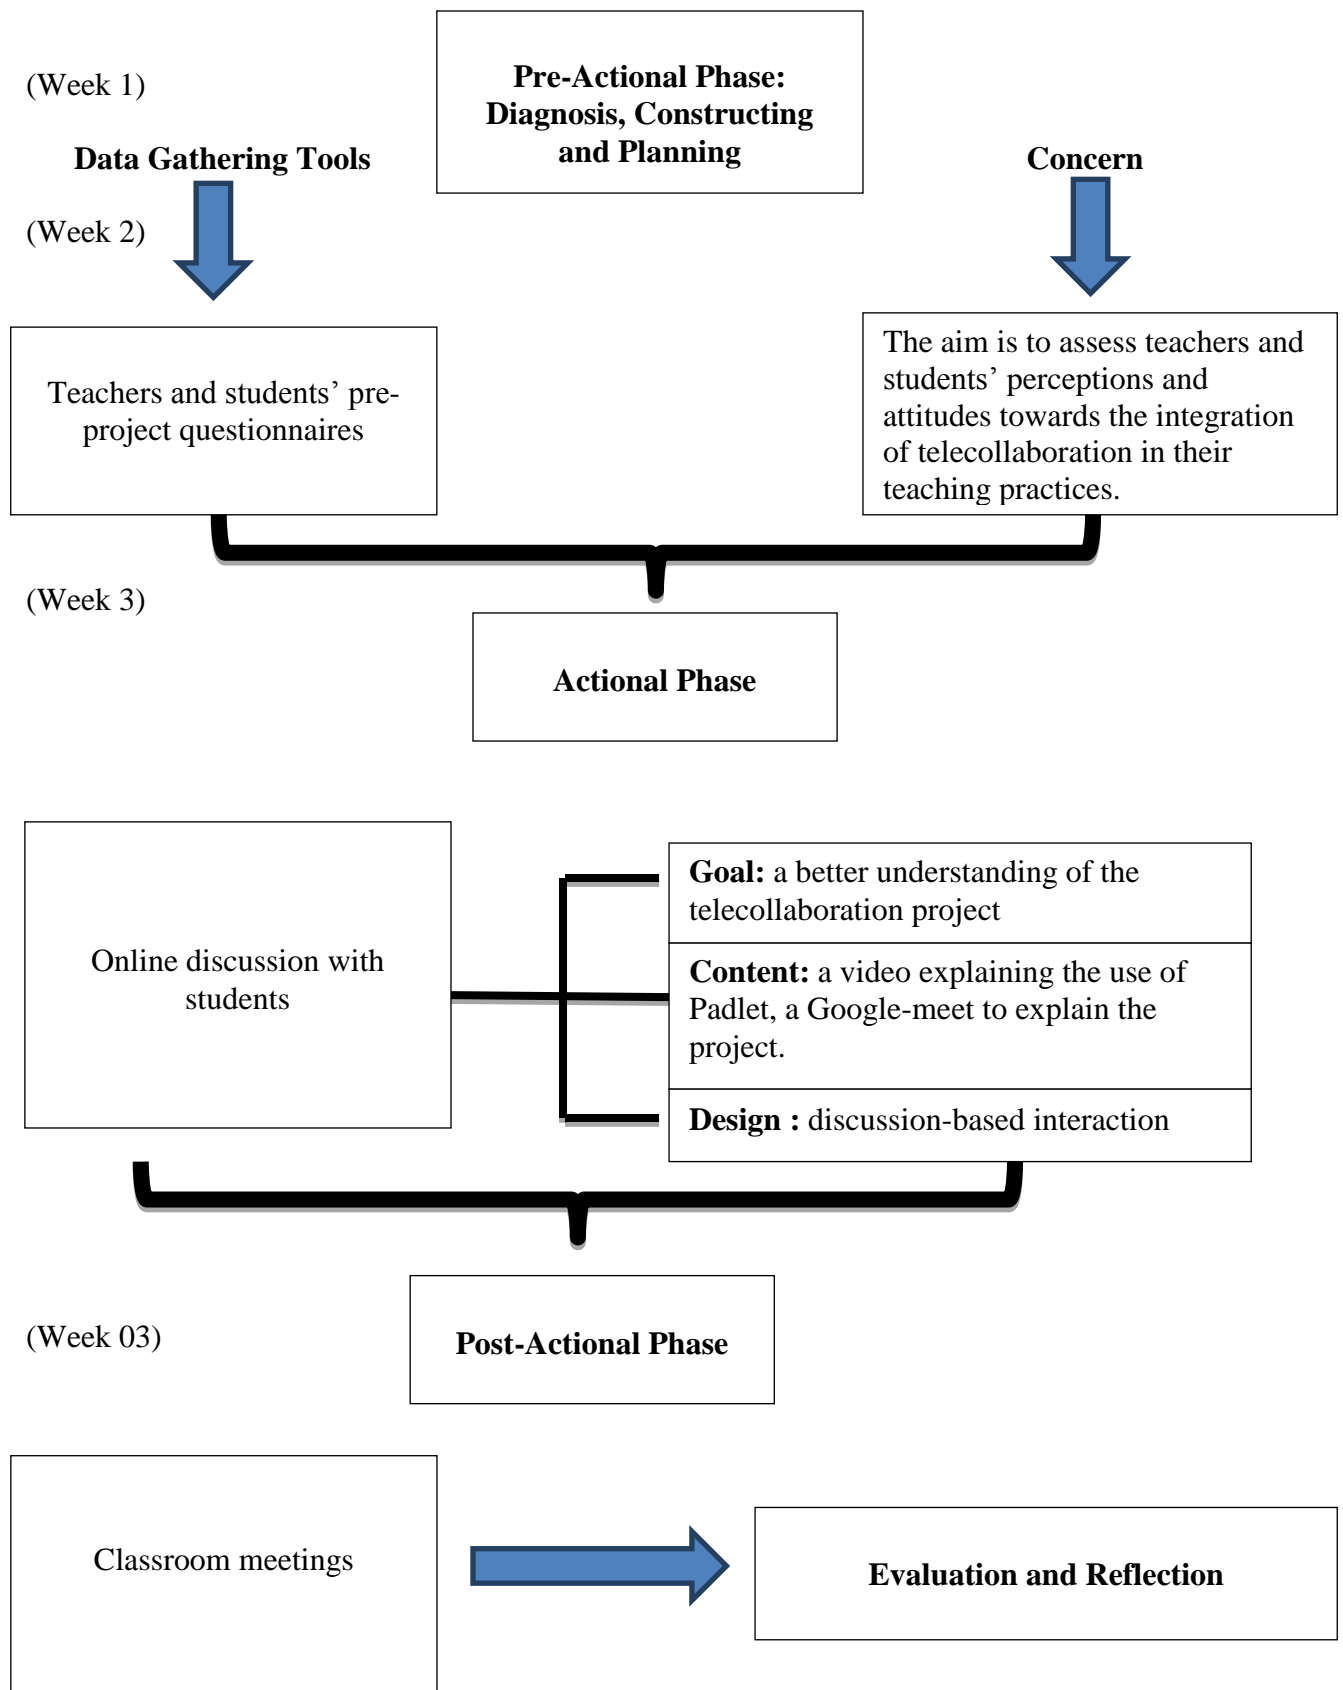 (Week 1)
Pre-Actional Phase:
Diagnosis, Constructing
and Planning
Data Gathering Tools
Concern
(Week 2)
Teachers and students’ pre-
project questionnaires
The aim is to assess teachers and
students’ perceptions and
attitudes towards the integration
of telecollaboration in their
teaching practices.
(Week 3)
Actional Phase
Online discussion with
students
Goal: a better understanding of the
telecollaboration project
Content: a video explaining the use of
Padlet, a Google-meet to explain the
project.
Design : discussion-based interaction
(Week 03)
Post-Actional Phase
Classroom meetings
Evaluation and Reflection